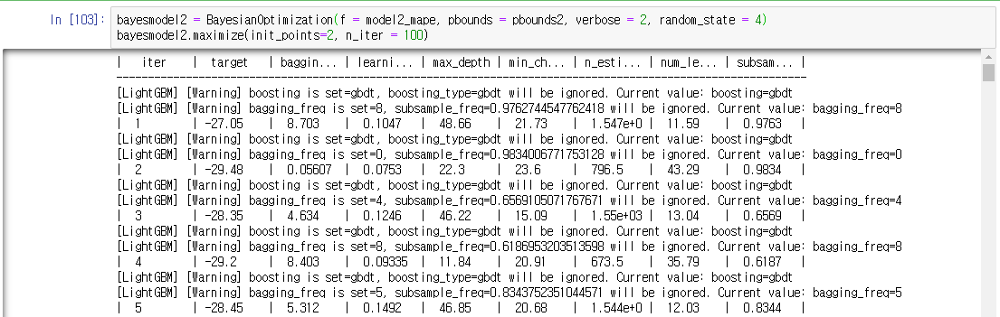 In [103]: bayesmodel2 = BayesianOptimization(f = model2_mape, pbounds = pbounds2, verbose = 2, random_state = 4)
bayesmodel2.maximize(init_points=2, n_iter = 100)
|   iter    |  target   | baggin... | learni... | max_depth | min_ch... | n_esti... | num_le... | subsam... |
-------------------------------------------------------------------------------------------------------------
[LightGBM] [Warning] boosting is set=gbdt, boosting_type=gbdt will be ignored. Current value: boosting=gbdt
[LightGBM] [Warning] bagging_freq is set=8, subsample_freq=0.9762744547762418 will be ignored. Current value: bagging_freq=8
|  1        | -27.05    |  8.703    |  0.1047   |  48.66    |  21.73    |  1.547e+0 |  11.59    |  0.9763   |
[LightGBM] [Warning] boosting is set=gbdt, boosting_type=gbdt will be ignored. Current value: boosting=gbdt
[LightGBM] [Warning] bagging_freq is set=0, subsample_freq=0.9834006771753128 will be ignored. Current value: bagging_freq=0
|  2        | -29.48    |  0.05607  |  0.0753   |  22.3     |  23.6     |  796.5    |  43.29    |  0.9834   |
[LightGBM] [Warning] boosting is set=gbdt, boosting_type=gbdt will be ignored. Current value: boosting=gbdt
[LightGBM] [Warning] bagging_freq is set=4, subsample_freq=0.6569105071767671 will be ignored. Current value: bagging_freq=4
|  3        | -28.35    |  4.634    |  0.1246   |  46.22    |  15.09    |  1.55e+03 |  13.04    |  0.6569   |
[LightGBM] [Warning] boosting is set=gbdt, boosting_type=gbdt will be ignored. Current value: boosting=gbdt
[LightGBM] [Warning] bagging_freq is set=8, subsample_freq=0.6186953203513598 will be ignored. Current value: bagging_freq=8
|  4        | -29.2     |  8.403    |  0.09335  |  11.84    |  20.91    |  673.5    |  35.79    |  0.6187   |
[LightGBM] [Warning] boosting is set=gbdt, boosting_type=gbdt will be ignored. Current value: boosting=gbdt
[LightGBM] [Warning] bagging_freq is set=5, subsample_freq=0.8343752351044571 will be ignored. Current value: bagging_freq=5
|  5        | -28.45    |  5.312    |  0.1492   |  46.85    |  20.68    |  1.544e+0 |  12.03    |  0.8344   |